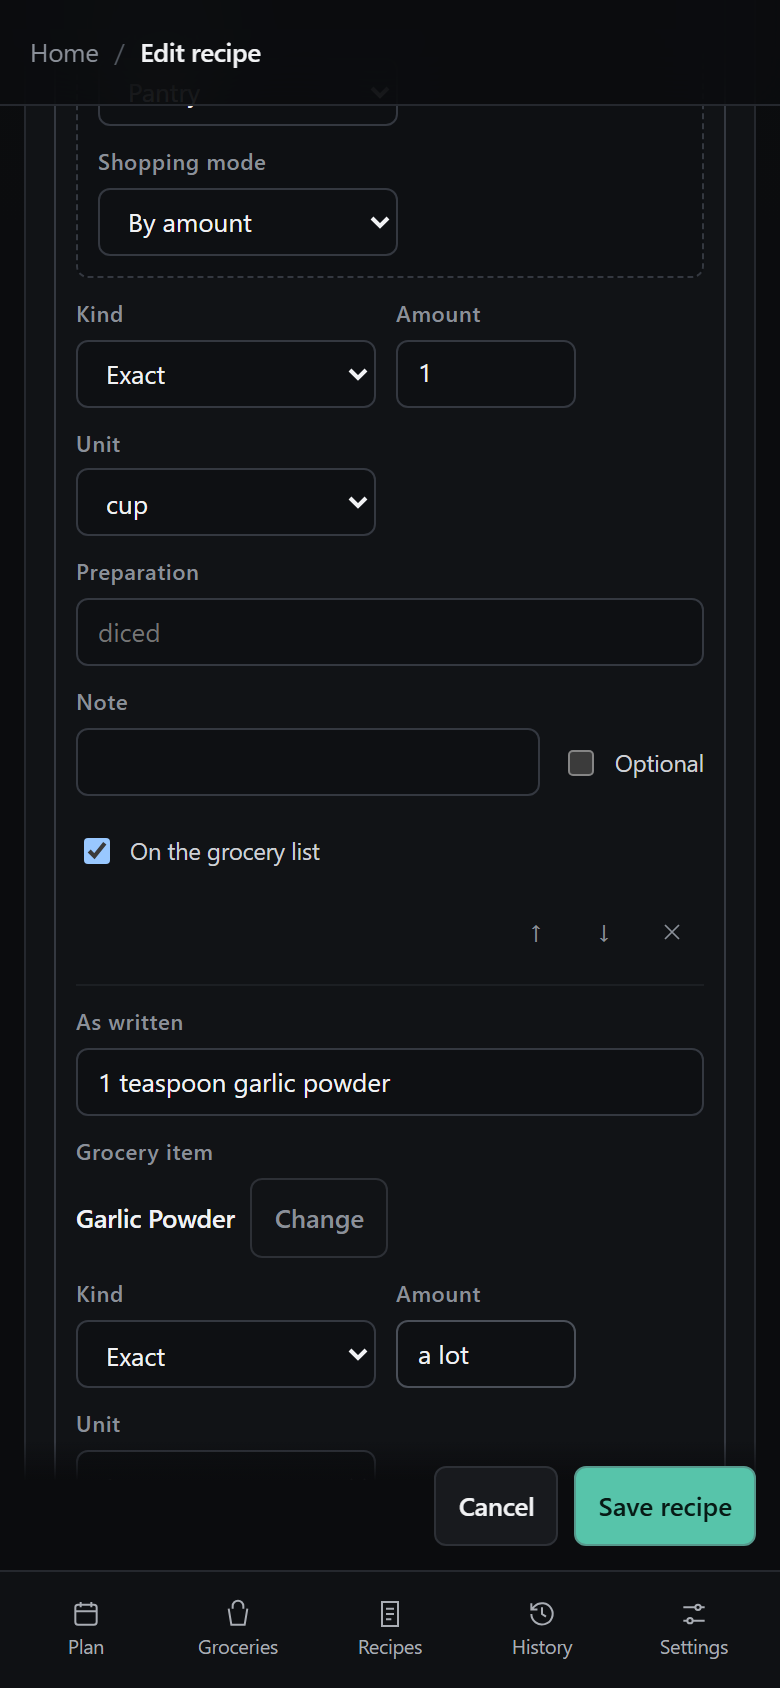 Home / Edit recipe
Pantry
Shopping mode
By amount
Kind Amount
Exact 1
Unit
cup
Preparation
diced
Note
Optional
On the grocery list
↑ ↓ ×
As written
1 teaspoon garlic powder
Grocery item
Garlic Powder Change
Kind Amount
Exact a lot
Unit
Cancel Save recipe
Plan Groceries Recipes History Settings